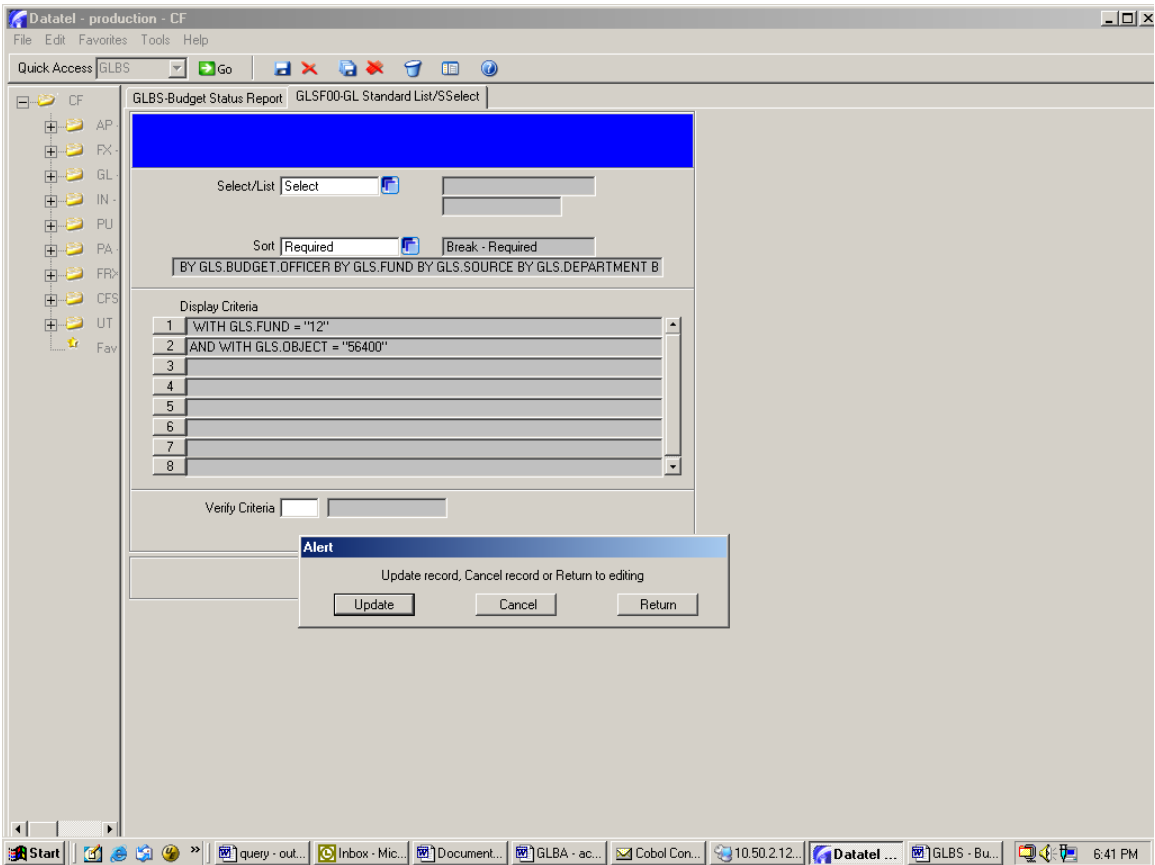 Datatel - production - CF
File Edit Favorites Tools Help
Quick Access GLBS Go
CF
AP -
FX -
GL -
IN -
PU
PA -
FRX
CFS
UT
Fav
GLBS-Budget Status Report GLSF00-GL Standard List/SSelect
Select/List Select
Sort Required Break - Required
BY GLS.BUDGET.OFFICER BY GLS.FUND BY GLS.SOURCE BY GLS.DEPARTMENT B
Display Criteria
1 WITH GLS.FUND = "12"
2 AND WITH GLS.OBJECT = "56400"
3
4
5
6
7
8
Verify Criteria
Alert
Update record, Cancel record or Return to editing
Update Cancel Return
Start » query - out... Inbox - Mic... Document... GLBA - ac... Cobol Con... 10.50.2.12... Datatel ... GLBS - Bu... 6:41 PM